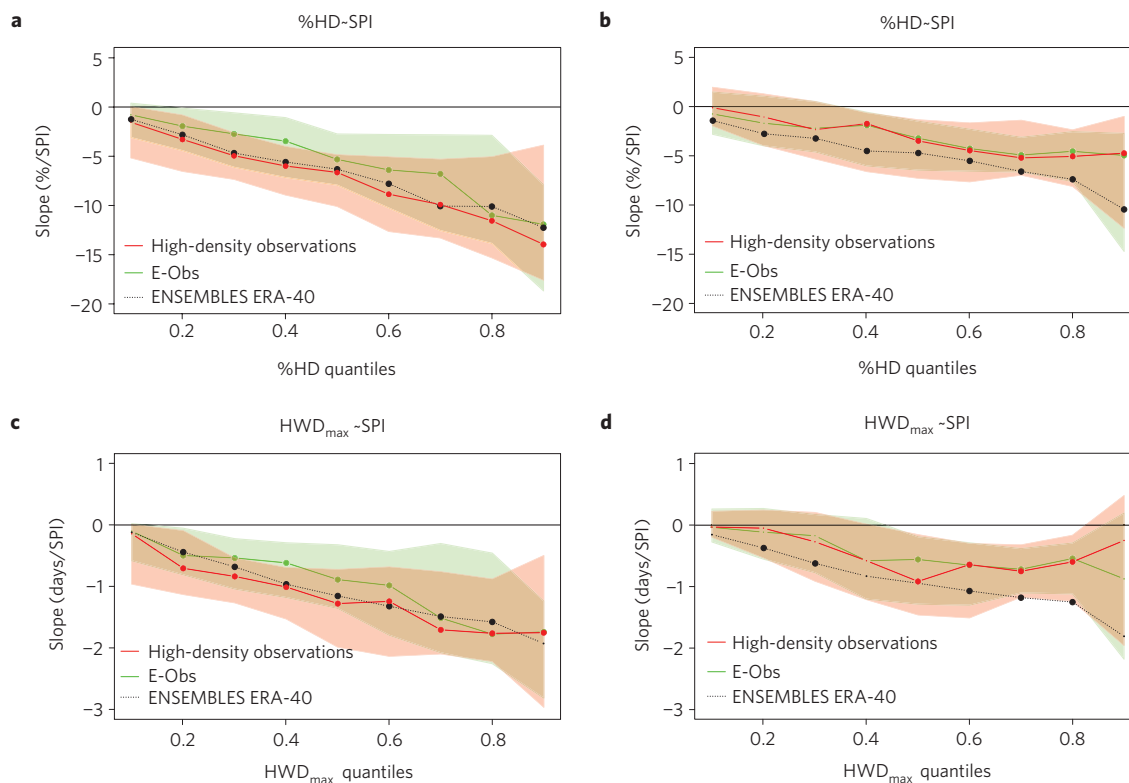 a
%HD~SPI
5
0
−5
−10
−15
−20
Slope (%/SPI)
High-density observations
E-Obs
ENSEMBLES ERA-40
0.2 0.4 0.6 0.8
%HD quantiles
b
%HD~SPI
5
0
−5
−10
−15
−20
Slope (%/SPI)
High-density observations
E-Obs
ENSEMBLES ERA-40
0.2 0.4 0.6 0.8
%HD quantiles
c
HWDmax ~SPI
1
0
−1
−2
−3
Slope (days/SPI)
High-density observations
E-Obs
ENSEMBLES ERA-40
0.2 0.4 0.6 0.8
HWDmax quantiles
d
HWDmax ~SPI
1
0
−1
−2
−3
Slope (days/SPI)
High-density observations
E-Obs
ENSEMBLES ERA-40
0.2 0.4 0.6 0.8
HWDmax quantiles